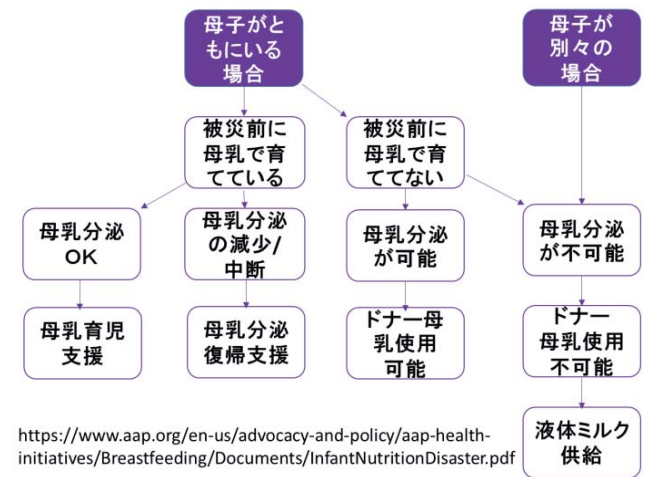 母子がと
もにいる
場合
母子が
別々の
場合
被災前に
母乳で育
てている
被災前に
母乳で育
ててない
母乳分泌
OK
母乳分泌
の減少/
中断
母乳分泌
が可能
母乳分泌
が不可能
母乳育児
支援
母乳分泌
復帰支援
ドナー母
乳使用
可能
ドナー
母乳使用
不可能
液体ミルク
供給
https://www.aap.org/en-us/advocacy-and-policy/aap-health-
initiatives/Breastfeeding/Documents/InfantNutritionDisaster.pdf